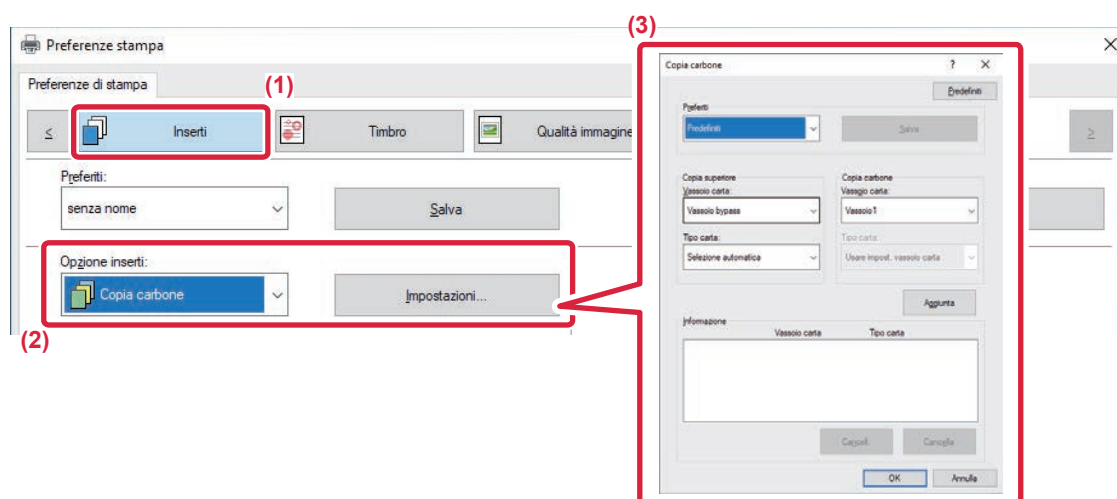 (3)
Preferenze stampa
Copia carbone ? X
Preferenze di stampa
(1)
Predefiniti
Preferiti
< Inserti Timbro Qualità immagine >
Predefiniti Salva
Preferiti:
senza nome Salva
Copia superiore Copia carbone
Vassoio carta: Vassoio carta:
Vassoio bypass Vassoio1
Tipo carta: Tipo carta:
Selezione automatica Usare impost. vassoio carta
Opzione inserti:
Copia carbone Impostazioni...
(2)
Aggiunta
Informazione
Vassoio carta Tipo carta
Cancella
OK Annulla